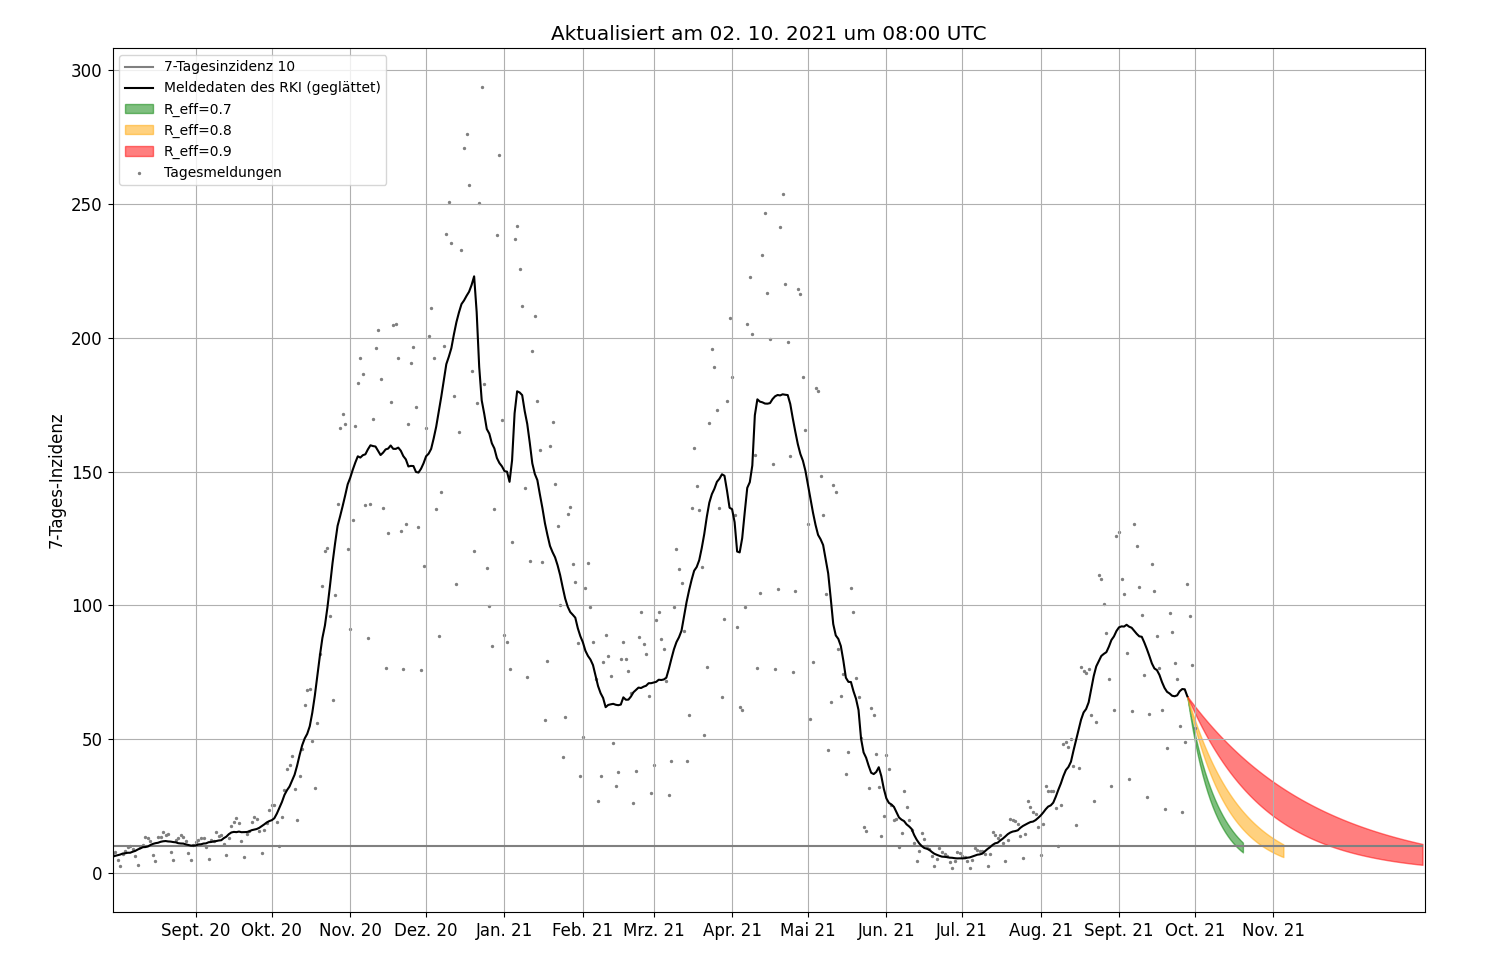 Aktualisiert am 02. 10. 2021 um 08:00 UTC
7-Tagesinzidenz 10
Meldedaten des RKI (geglättet)
R_eff=0.7
R_eff=0.8
R_eff=0.9
Tagesmeldungen
7-Tages-Inzidenz
300
250
200
150
100
50
0
Sept. 20 Okt. 20 Nov. 20 Dez. 20 Jan. 21 Feb. 21 Mrz. 21 Apr. 21 Mai 21 Jun. 21 Jul. 21 Aug. 21 Sept. 21 Oct. 21 Nov. 21